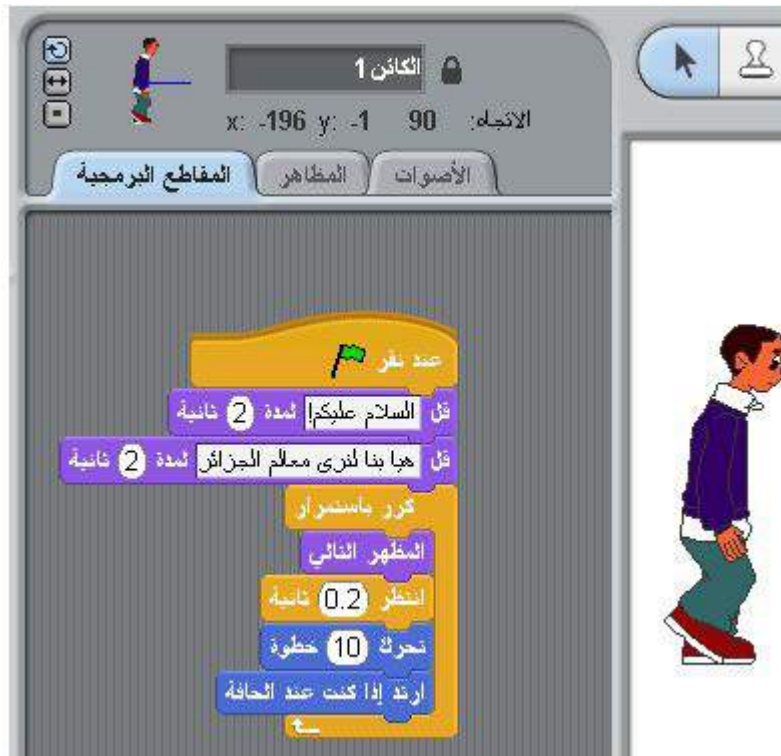 الكائن 1
x: -196 y: -1 90 الاتجاه:
المقاطع البرمجية المظاهر الأصوات
عند نقر
قل السلام عليكم! لمدة 2 ثانية
قل هيا بنا لنرى معالم الجزائر لمدة 2 ثانية
كرر باستمرار
المظهر التالي
انتظر 0.2 ثانية
تحرك 10 خطوة
ارتد إذا كنت عند الحافة